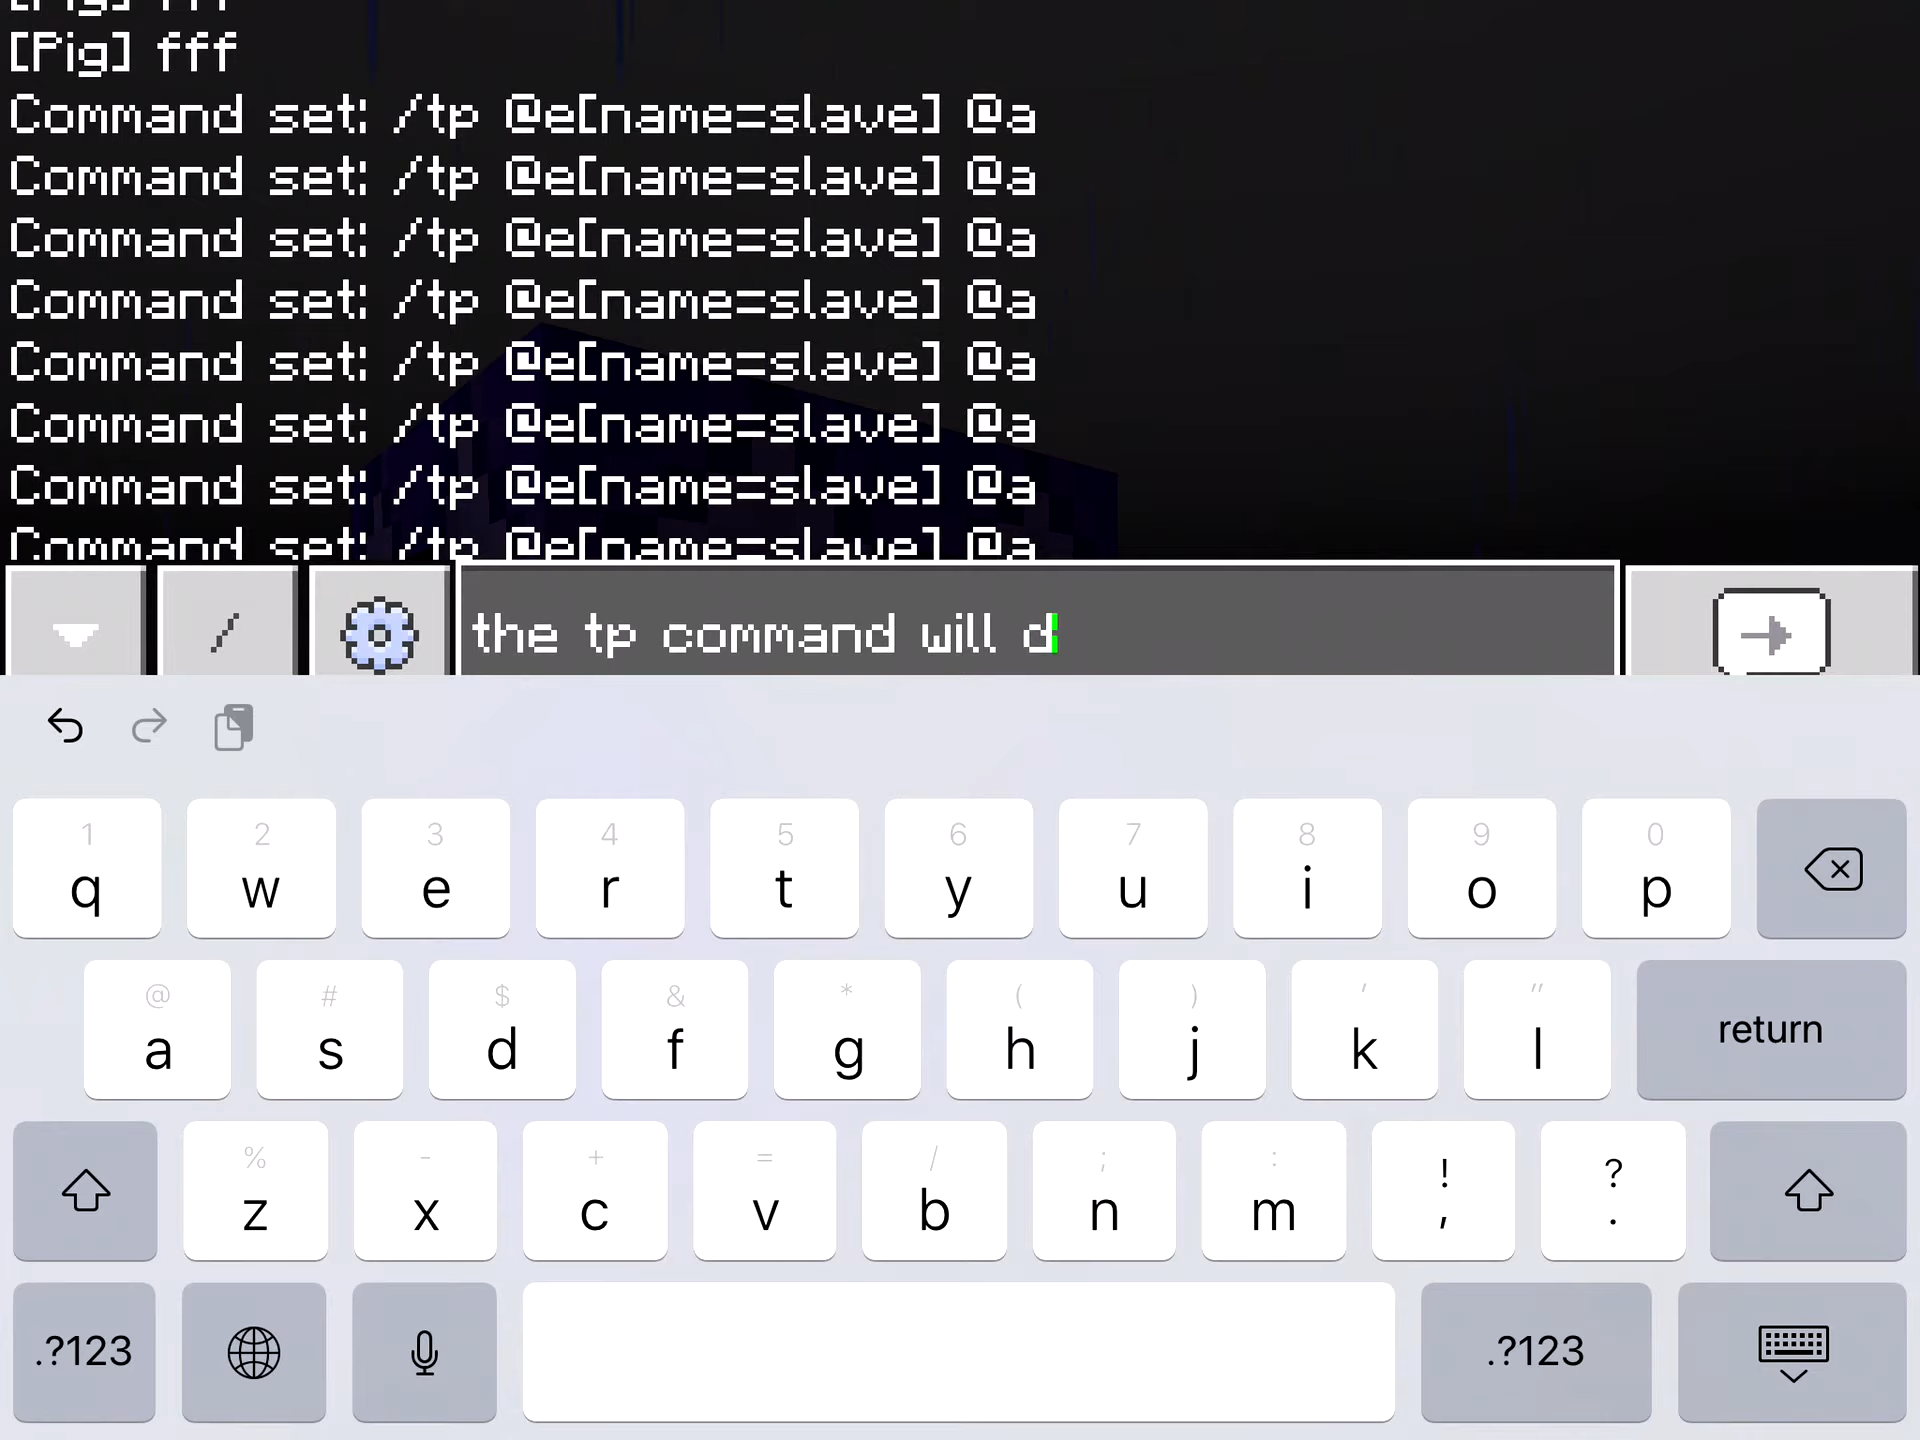 [Pig] fff
[Pig] fff
Command set: /tp @e[name=slave] @a
Command set: /tp @e[name=slave] @a
Command set: /tp @e[name=slave] @a
Command set: /tp @e[name=slave] @a
Command set: /tp @e[name=slave] @a
Command set: /tp @e[name=slave] @a
Command set: /tp @e[name=slave] @a
Command set: /tp @e[name=slave] @a
/ the tp command will d
1 2 3 4 5 6 7 8 9 0
q w e r t y u i o p
@ # $ & * ( ) ' "
a s d f g h j k l return
% - + = / ; : ! ?
z x c v b n m , .
.?123 .?123